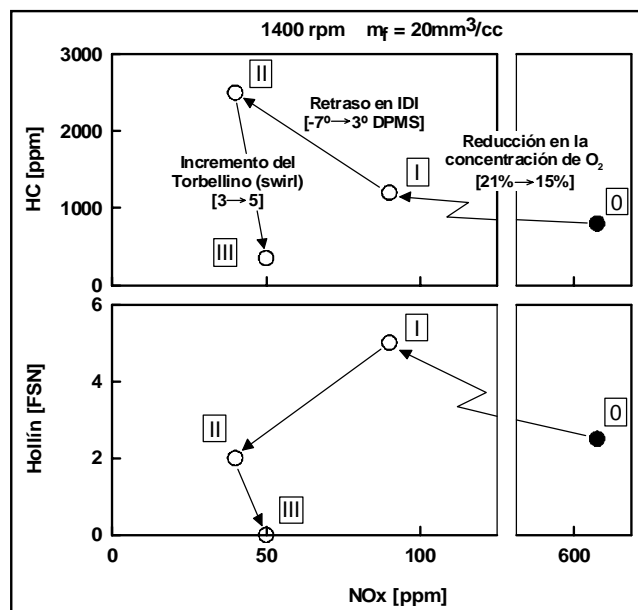 1400 rpm m_f = 20mm³/cc
3000
2000
1000
0
HC [ppm]
II
Retraso en IDI
[-7º→3º DPMS]
Reducción en la
concentración de O₂
[21%→15%]
Incremento del
Torbellino (swirl)
[3→5]
I
0
III
6
4
2
0
Hollín [FSN]
I
0
II
III
0
50
100
600
NOx [ppm]